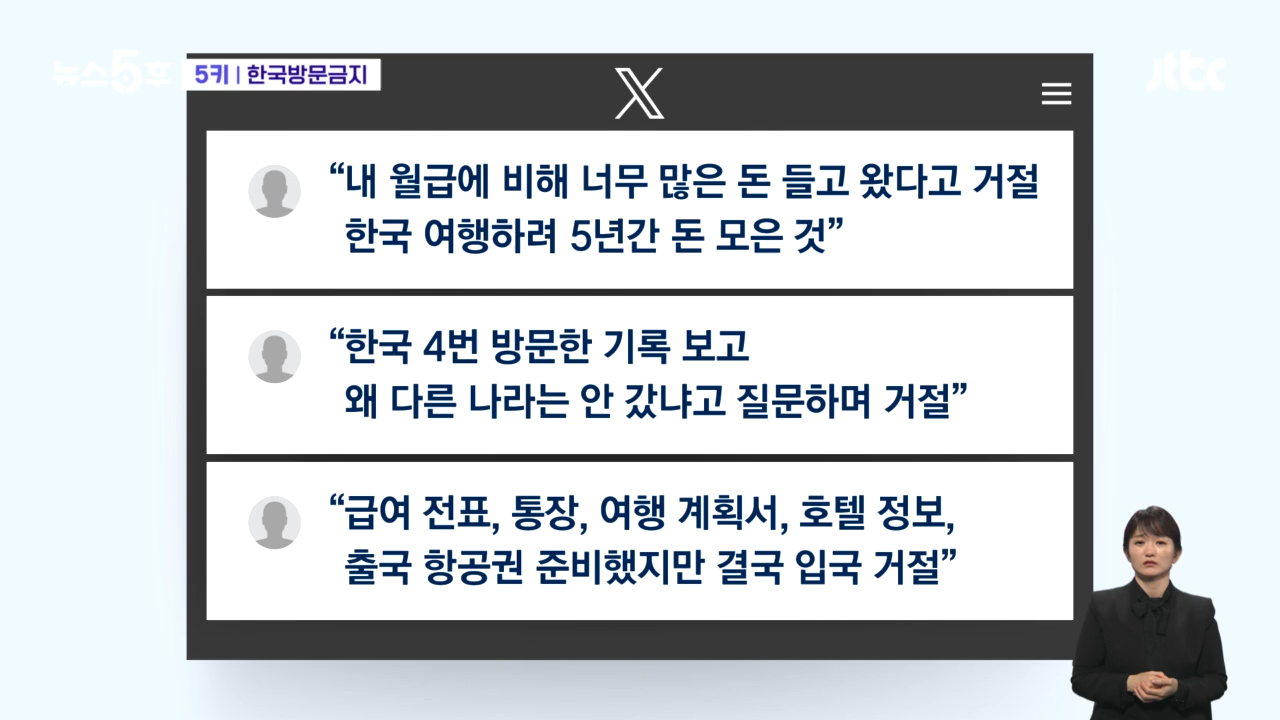 뉴스5후
5키 | 한국방문금지
X
jtbc
“내 월급에 비해 너무 많은 돈 들고 왔다고 거절
한국 여행하려 5년간 돈 모은 것”
“한국 4번 방문한 기록 보고
왜 다른 나라는 안 갔냐고 질문하며 거절”
“급여 전표, 통장, 여행 계획서, 호텔 정보,
출국 항공권 준비했지만 결국 입국 거절”